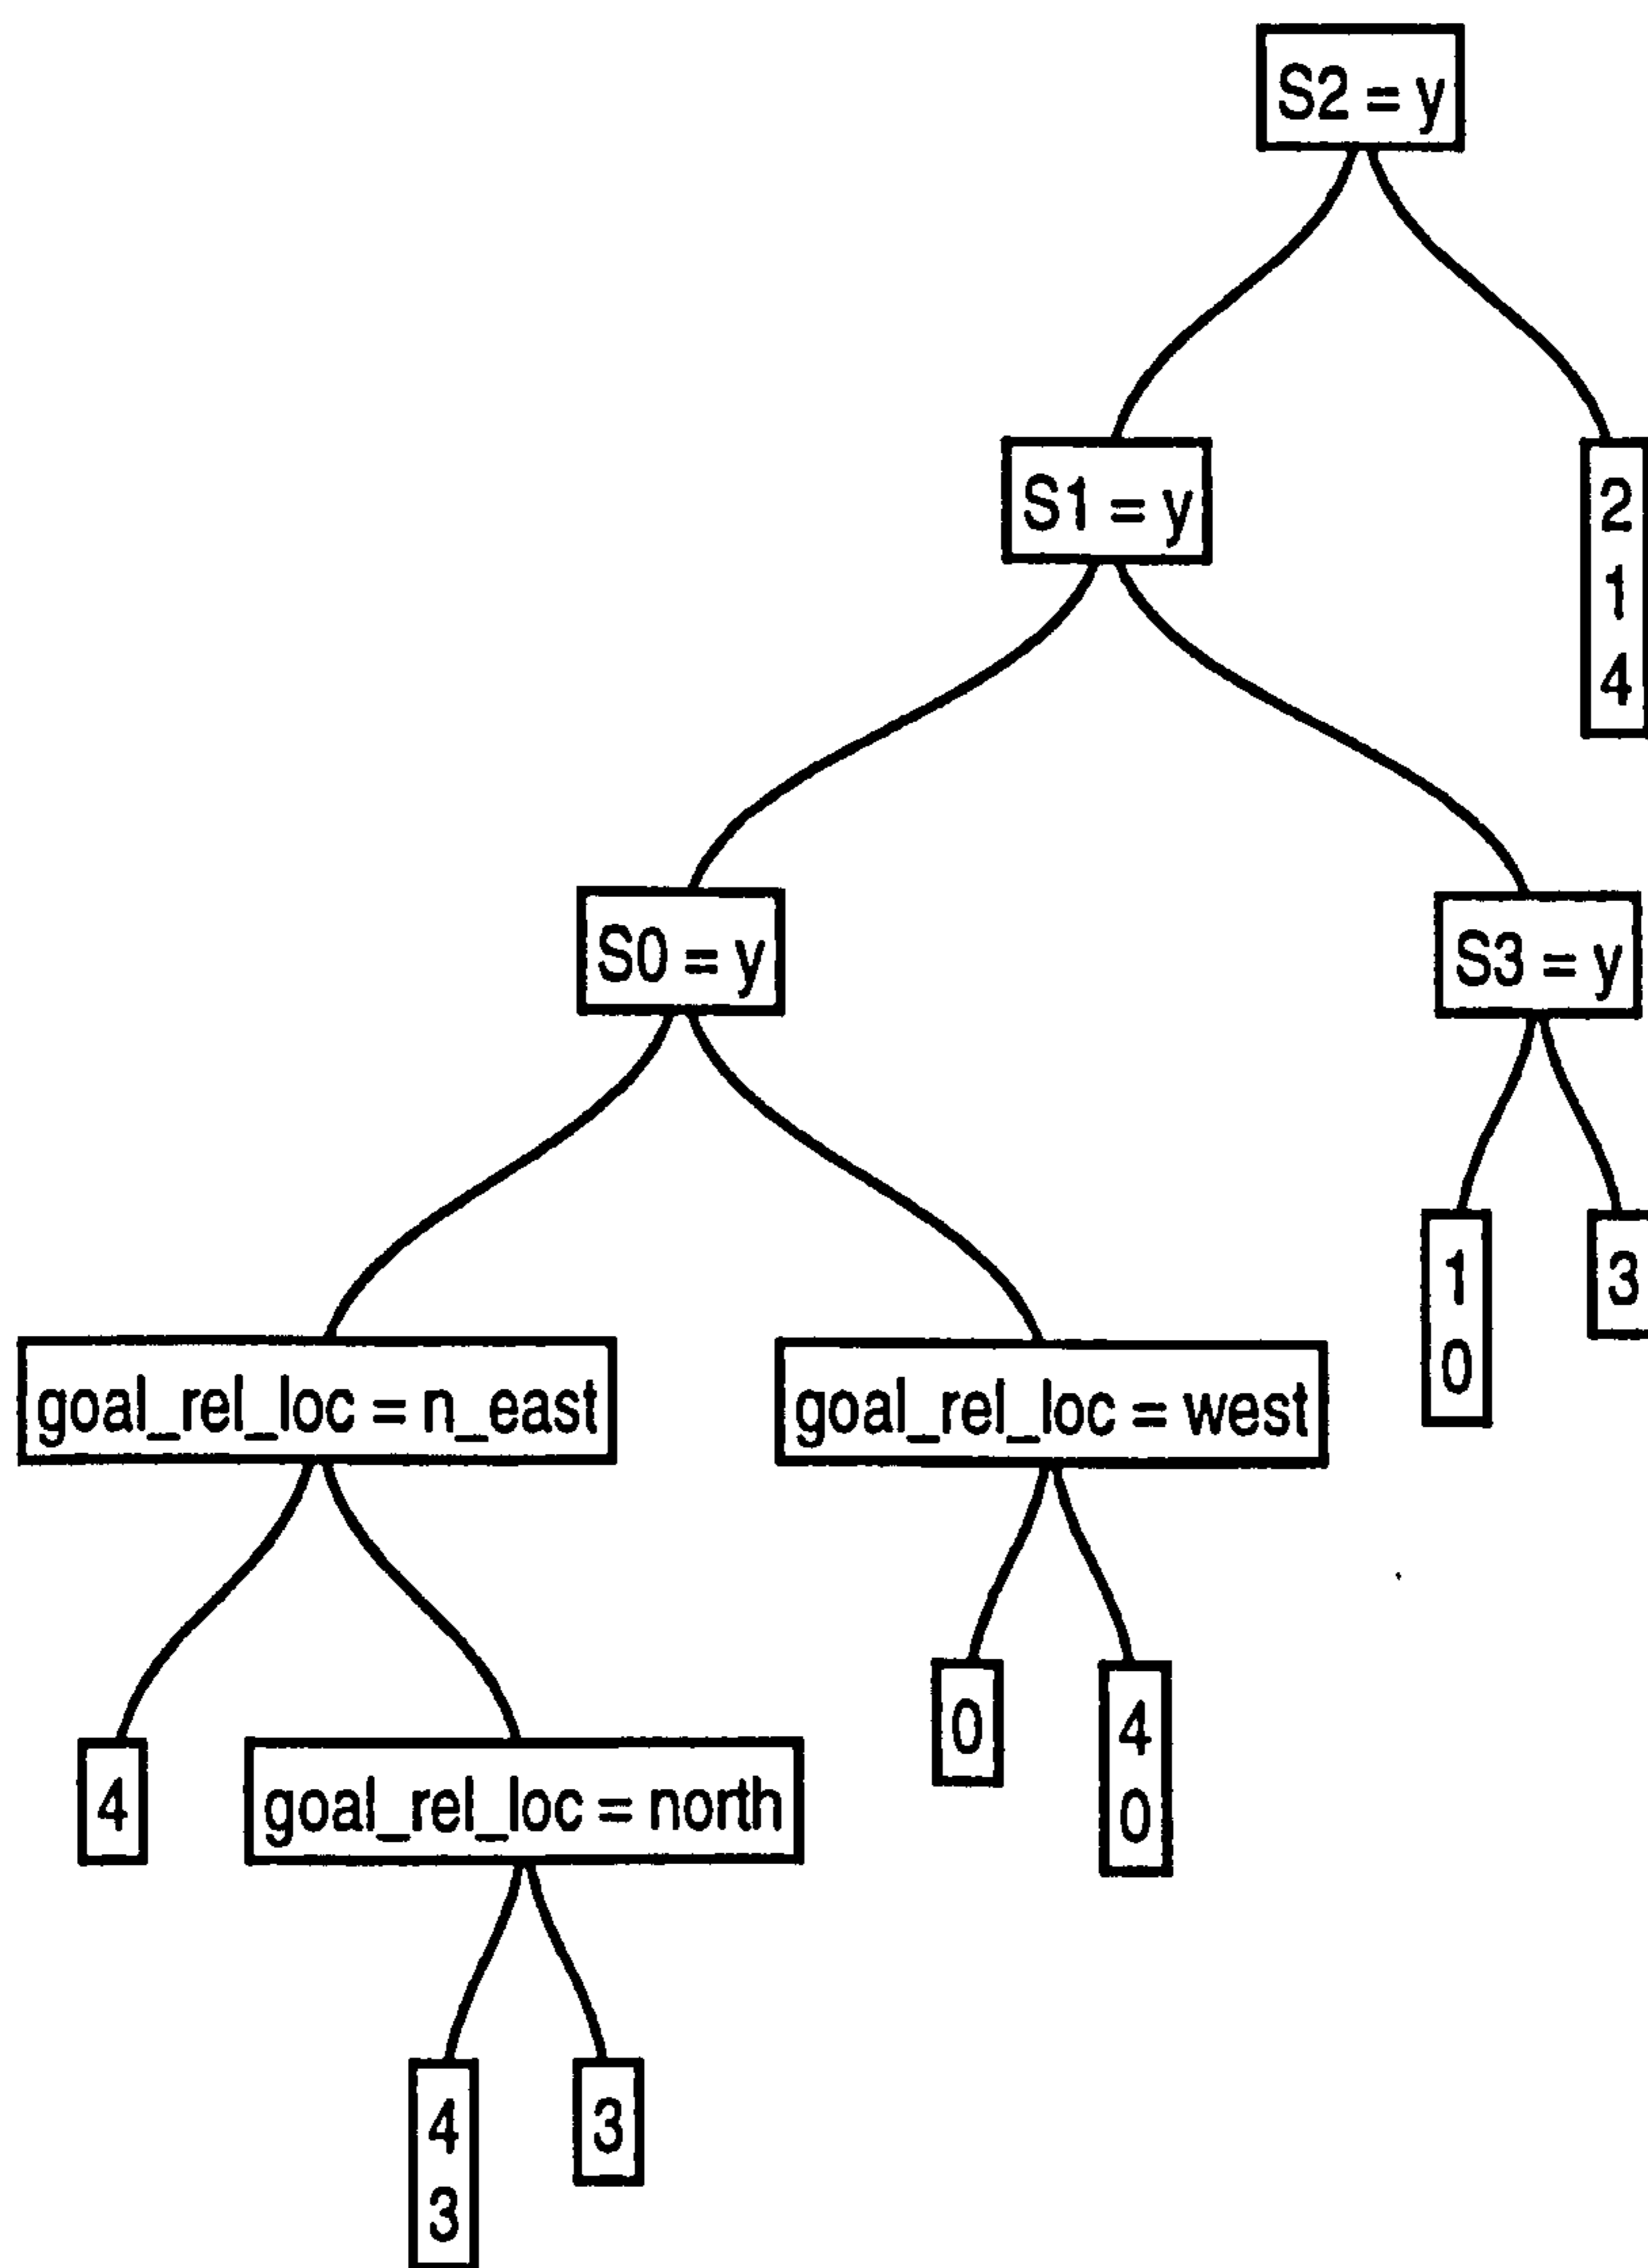 S2 = y
S1 = y
2
1
4
S0 = y
S3 = y
1
0
3
goal_rel_loc = n_east
goal_rel_loc = west
0
4
0
4
goal_rel_loc = north
4
3
3